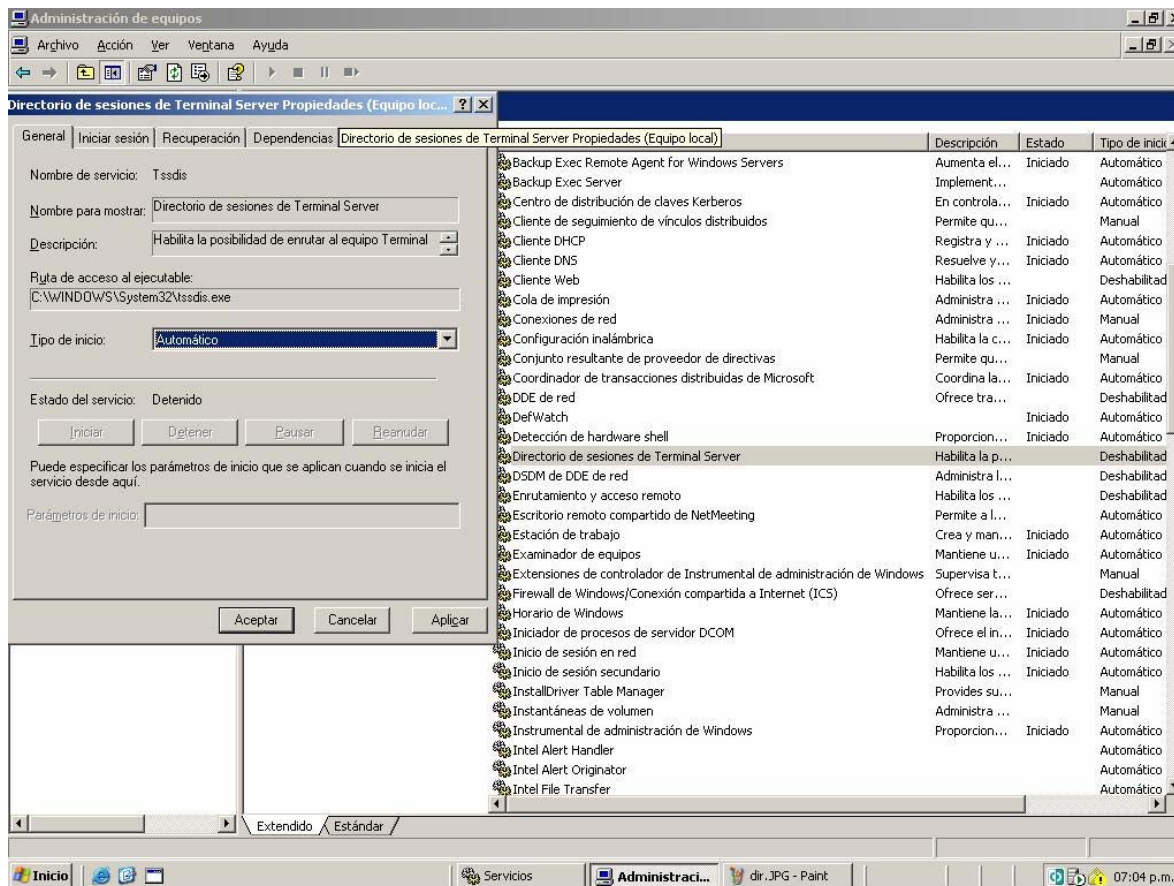 Administración de equipos
Archivo Acción Ver Ventana Ayuda
Directorio de sesiones de Terminal Server Propiedades (Equipo loc...
General Iniciar sesión Recuperación Dependencias
Directorio de sesiones de Terminal Server Propiedades (Equipo local)
Nombre de servicio: Tssdis
Nombre para mostrar: Directorio de sesiones de Terminal Server
Descripción: Habilita la posibilidad de enrutar al equipo Terminal
Ruta de acceso al ejecutable:
C:\WINDOWS\System32\tssdis.exe
Tipo de inicio: Automático
Estado del servicio: Detenido
Iniciar Detener Pausar Reanudar
Puede especificar los parámetros de inicio que se aplican cuando se inicia el
servicio desde aquí.
Parámetros de inicio:
Aceptar Cancelar Aplicar
Descripción Estado Tipo de inici
Backup Exec Remote Agent for Windows Servers Aumenta el... Iniciado Automático
Backup Exec Server Implement... Automático
Centro de distribución de claves Kerberos En controla... Iniciado Automático
Cliente de seguimiento de vínculos distribuidos Permite qu... Manual
Cliente DHCP Registra y ... Iniciado Automático
Cliente DNS Resuelve y... Iniciado Automático
Cliente Web Habilita los ... Deshabilitad
Cola de impresión Administra ... Iniciado Automático
Conexiones de red Administra ... Iniciado Manual
Configuración inalámbrica Habilita la c... Iniciado Automático
Conjunto resultante de proveedor de directivas Permite qu... Manual
Coordinador de transacciones distribuidas de Microsoft Coordina la... Iniciado Automático
DDE de red Ofrece tra... Deshabilitad
DefWatch Iniciado Automático
Detección de hardware shell Proporcion... Iniciado Automático
Directorio de sesiones de Terminal Server Habilita la p... Deshabilitad
DSDM de DDE de red Administra l... Deshabilitad
Enrutamiento y acceso remoto Habilita los ... Deshabilitad
Escritorio remoto compartido de NetMeeting Permite a l... Automático
Estación de trabajo Crea y man... Iniciado Automático
Examinador de equipos Mantiene u... Iniciado Automático
Extensiones de controlador de Instrumental de administración de Windows Supervisa t... Manual
Firewall de Windows/Conexión compartida a Internet (ICS) Ofrece ser... Deshabilitad
Horario de Windows Mantiene la... Iniciado Automático
Iniciador de procesos de servidor DCOM Ofrece el in... Iniciado Automático
Inicio de sesión en red Mantiene u... Iniciado Automático
Inicio de sesión secundario Habilita los ... Iniciado Automático
InstallDriver Table Manager Provides su... Manual
Instantáneas de volumen Administra ... Manual
Instrumental de administración de Windows Proporcion... Iniciado Automático
Intel Alert Handler Automático
Intel Alert Originator Automático
Intel File Transfer Automático
Extendido Estándar
Inicio Servicios Administraci... dir.JPG - Paint 07:04 p.m.